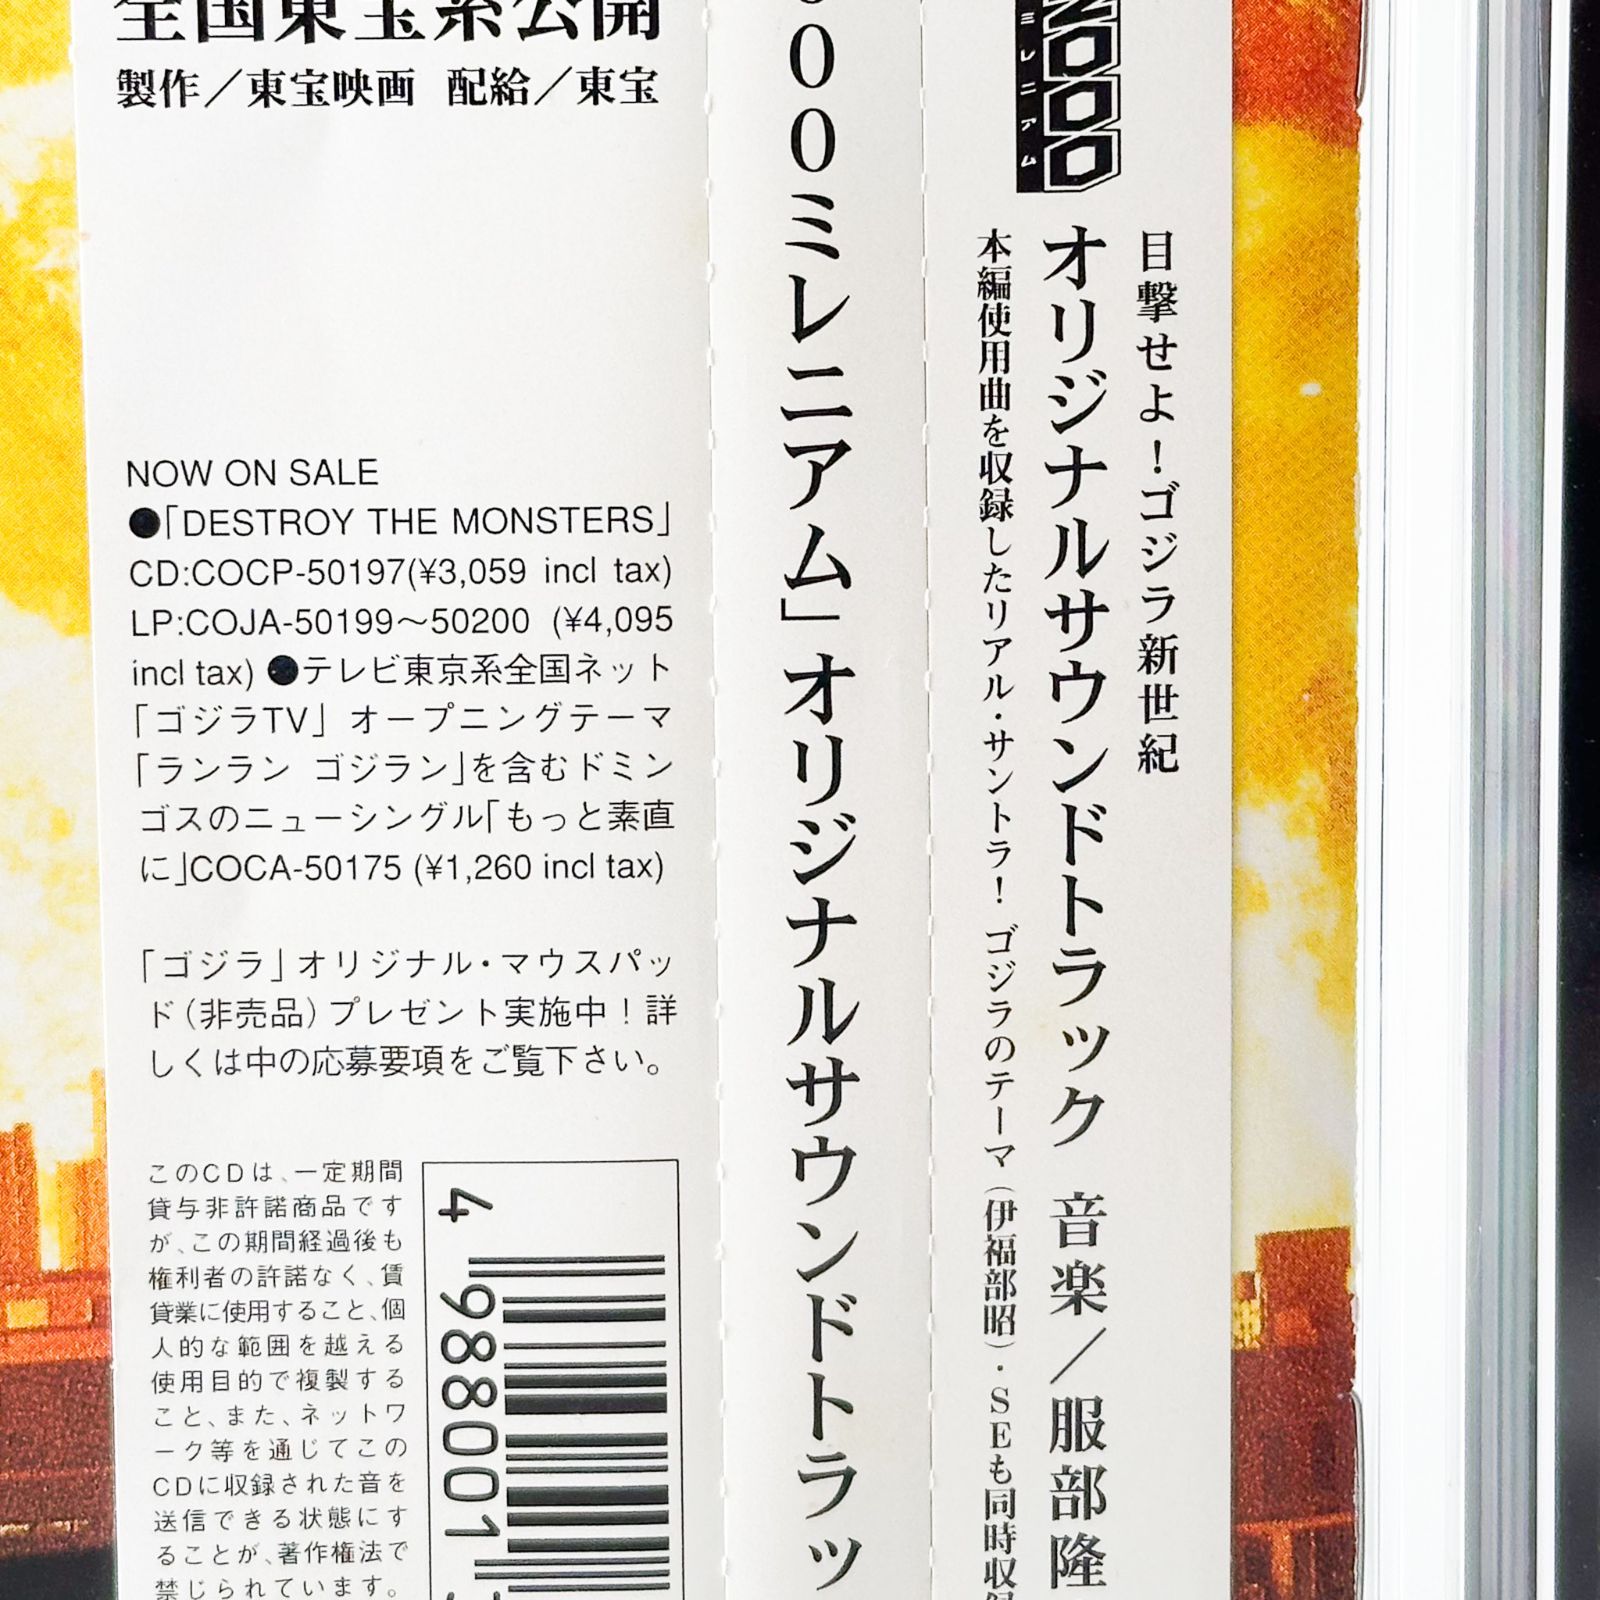 全国東宝系公開
製作／東宝映画 配給／東宝
NOW ON SALE
●「DESTROY THE MONSTERS」
CD:COCP-50197(¥3,059 incl tax)
LP:COJA-50199〜50200 (¥4,095
incl tax) ●テレビ東京系全国ネット
「ゴジラTV」オープニングテーマ
「ランラン ゴジラン」を含むドミン
ゴスのニューシングル「もっと素直
に」COCA-50175 (¥1,260 incl tax)
「ゴジラ」オリジナル・マウスパッ
ド(非売品)プレゼント実施中！詳
しくは中の応募要項をご覧下さい。
このCDは、一定期間
貸与非許諾商品です
が、この期間経過後も
権利者の許諾なく、賃
貸業に使用すること、個
人的な範囲を越える
使用目的で複製する
こと、また、ネットワ
ーク等を通じてこの
CDに収録された音を
送信できる状態にす
ることが、著作権法で
禁じられています。
4 988001
000ミレニアム」オリジナルサウンドトラッ
2000
ミレニアム
目撃せよ！ゴジラ新世紀
オリジナルサウンドトラック 音楽／服部隆
本編使用曲を収録したリアル・サントラ！ ゴジラのテーマ(伊福部昭)・SEも同時収録